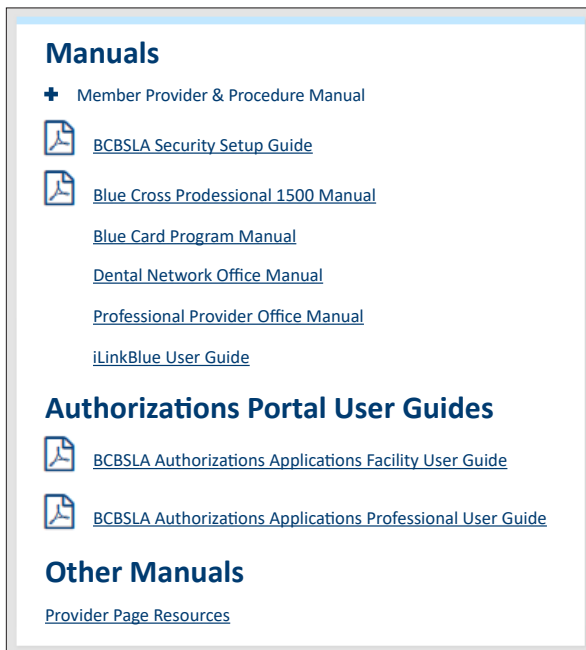 Manuals
Member Provider & Procedure Manual
BCBSLA Security Setup Guide
Blue Cross Prodessional 1500 Manual
Blue Card Program Manual
Dental Network Office Manual
Professional Provider Office Manual
iLinkBlue User Guide
Authorizations Portal User Guides
BCBSLA Authorizations Applications Facility User Guide
BCBSLA Authorizations Applications Professional User Guide
Other Manuals
Provider Page Resources